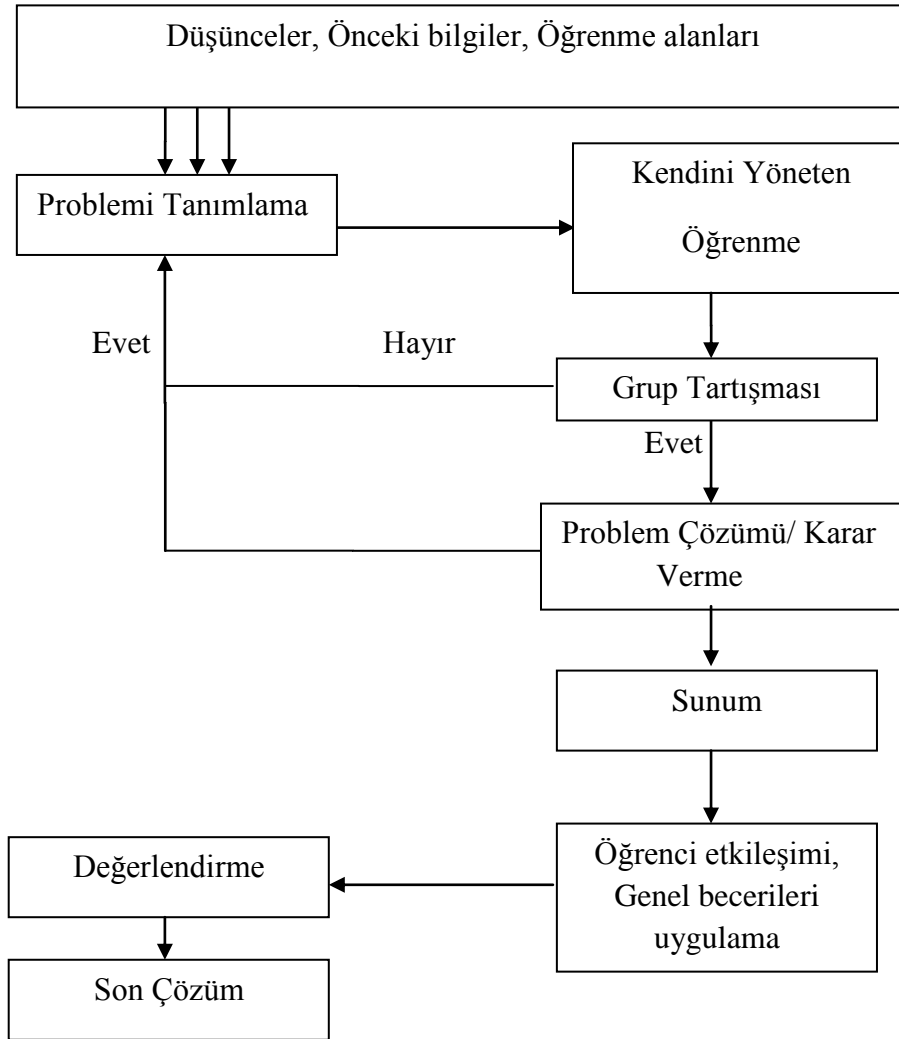 Düşünceler, Önceki bilgiler, Öğrenme alanları
Problemi Tanımlama
Kendini Yöneten
Öğrenme
Evet
Hayır
Grup Tartışması
Evet
Problem Çözümü/ Karar
Verme
Sunum
Öğrenci etkileşimi,
Genel becerileri
uygulama
Değerlendirme
Son Çözüm